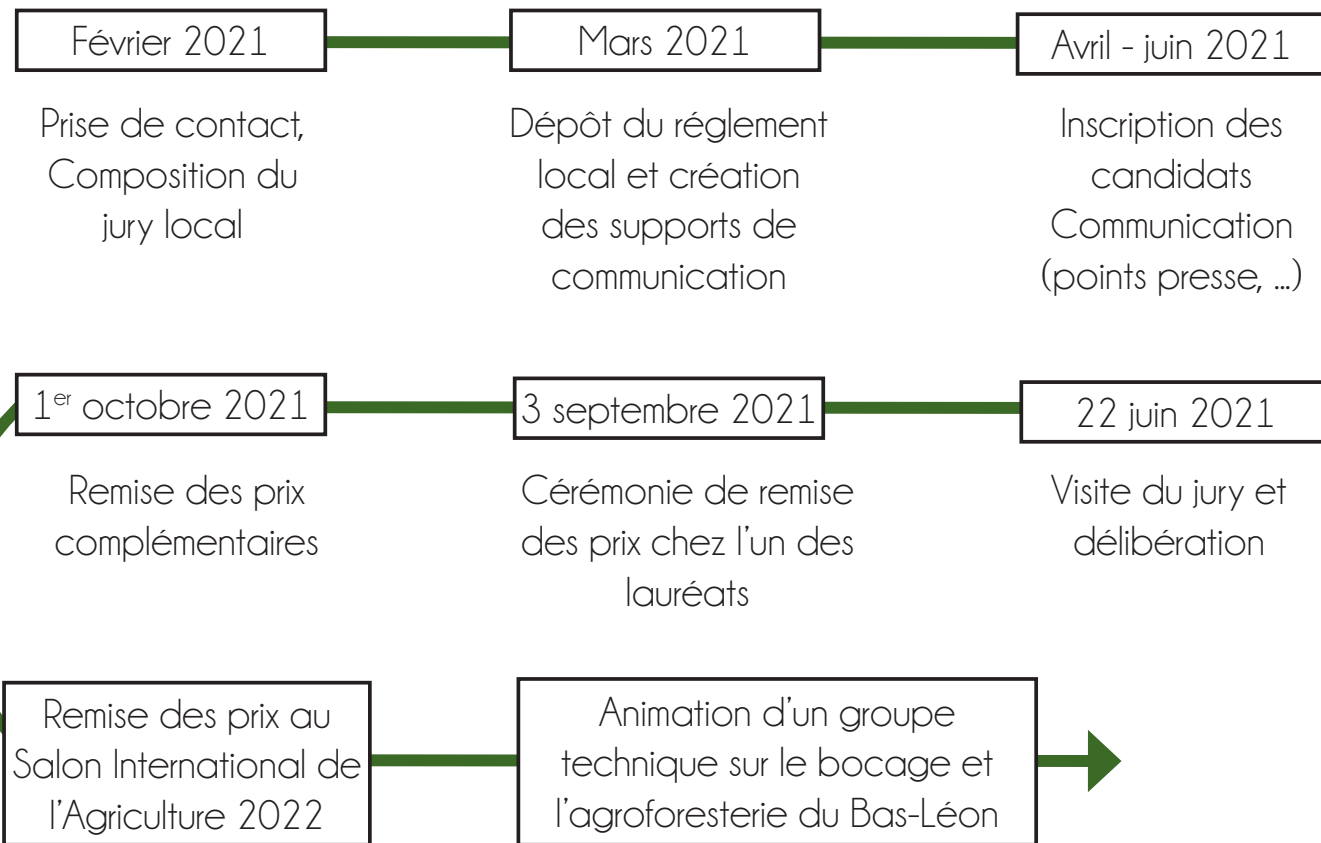 Février 2021
Prise de contact,
Composition du
jury local
Mars 2021
Dépôt du réglement
local et création
des supports de
communication
Avril - juin 2021
Inscription des
candidats
Communication
(points presse, ...)
22 juin 2021
Visite du jury et
délibération
3 septembre 2021
Cérémonie de remise
des prix chez l'un des
lauréats
1er octobre 2021
Remise des prix
complémentaires
Remise des prix au
Salon International de
l'Agriculture 2022
Animation d'un groupe
technique sur le bocage et
l'agroforesterie du Bas-Léon